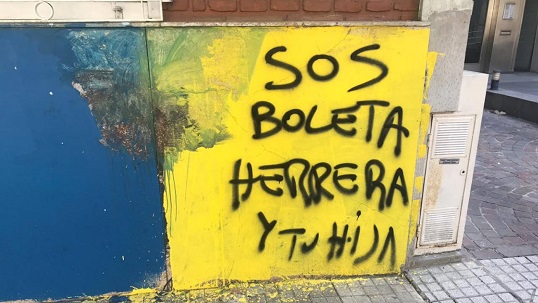 SOS
BOLETA
HERRERA
Y TU HIJA